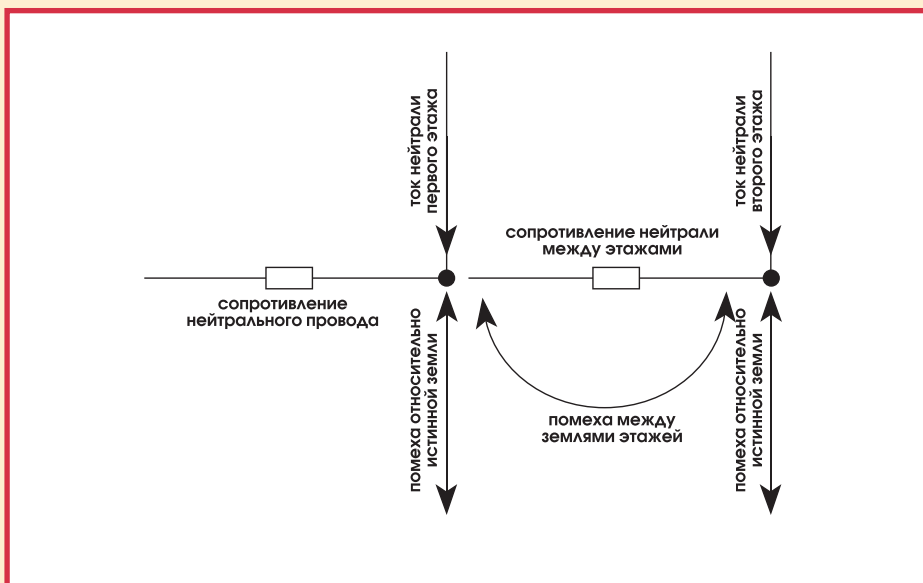 ток нейтрали
первого этажа
ток нейтрали
второго этажа
сопротивление нейтрали
между этажами
сопротивление
нейтрального провода
помеха относительно
истинной земли
помеха между
землями этажей
помеха относительно
истинной земли